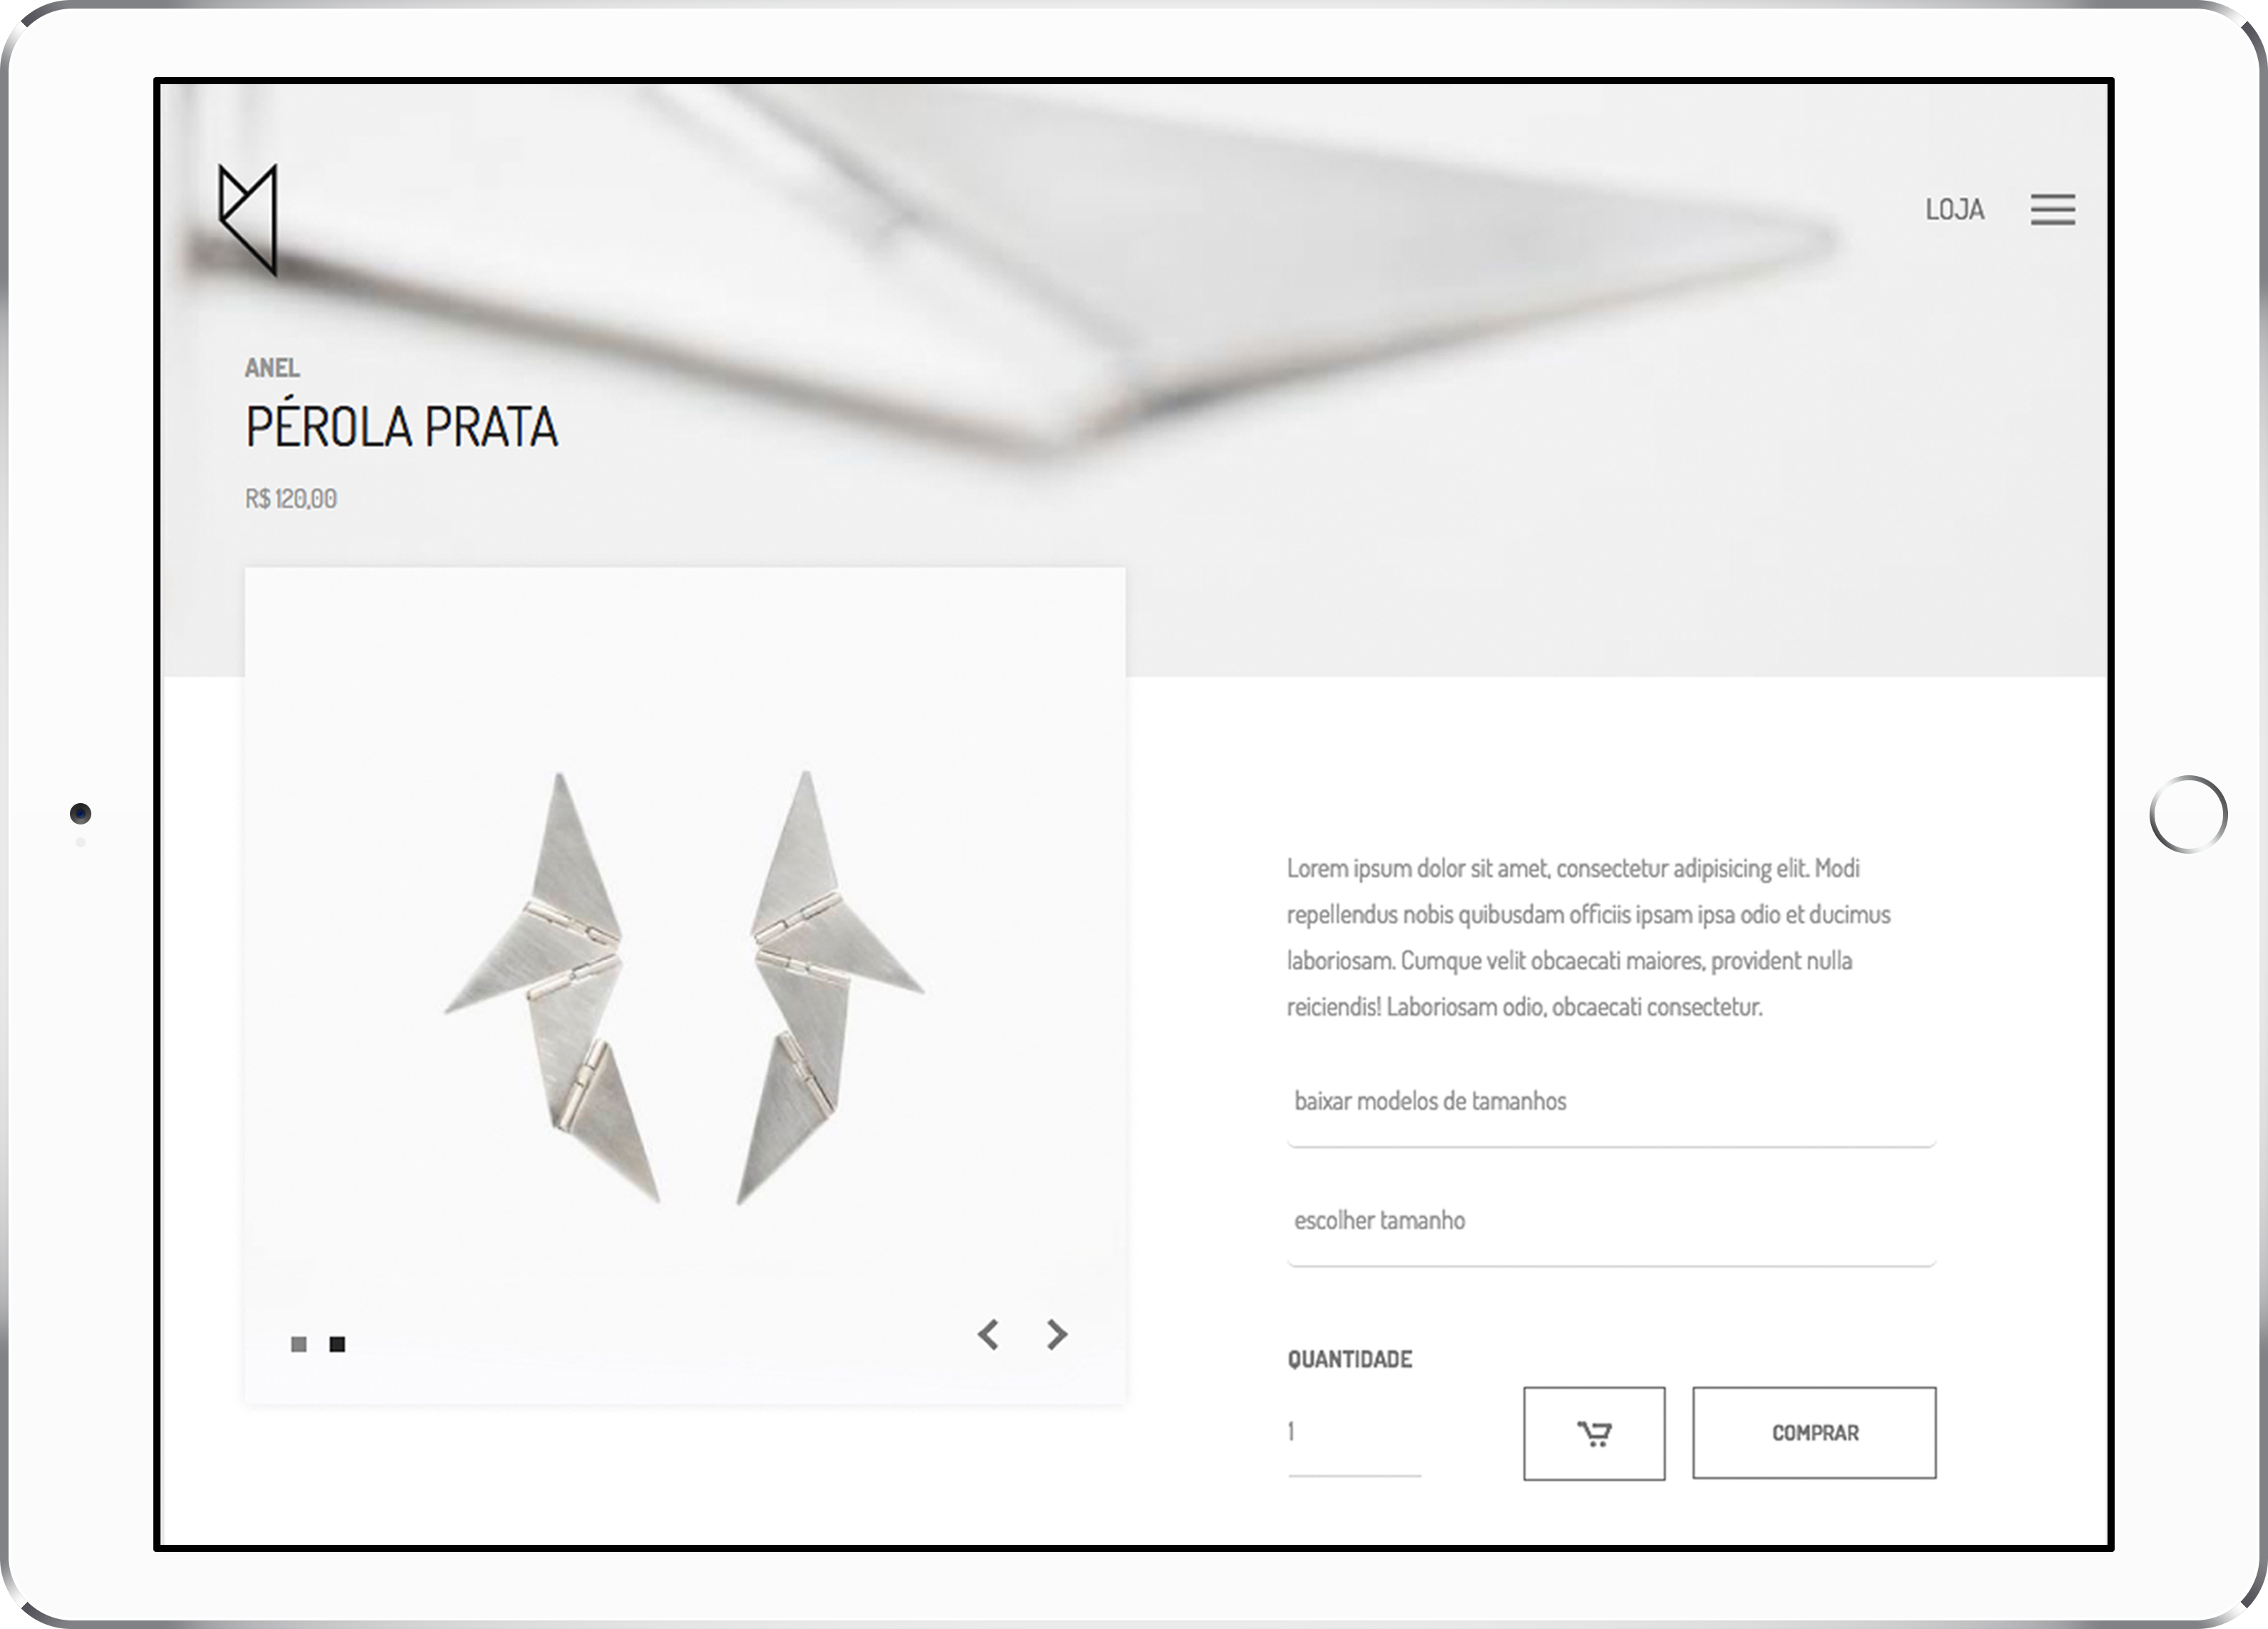 LOJA
ANEL
PÉROLA PRATA
R$ 120,00
Lorem ipsum dolor sit amet, consectetur adipisicing elit. Modi
repellendus nobis quibusdam officiis ipsam ipsa odio et ducimus
laboriosam. Cumque velit obcaecati maiores, provident nulla
reiciendis! Laboriosam odio, obcaecati consectetur.
baixar modelos de tamanhos
escolher tamanho
QUANTIDADE
1
COMPRAR